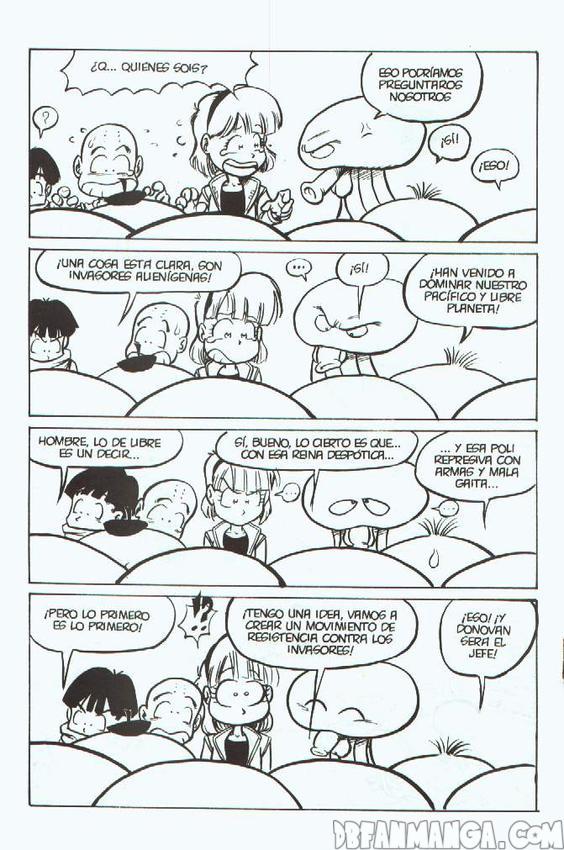 ¿Q... QUIENES SOIS?
ESO PODRÍAMOS
PREGUNTAROS
NOSOTROS
¡SÍ!
¡ESO!
?
¡UNA COSA ESTÁ CLARA, SON
INVASORES ALIENÍGENAS!
...
¡SÍ!
¡HAN VENIDO A
DOMINAR NUESTRO
PACÍFICO Y LIBRE
PLANETA!
HOMBRE, LO DE LIBRE
ES UN DECIR...
SÍ, BUENO, LO CIERTO ES QUE...
CON ESA REINA DESPÓTICA...
...
... Y ESA POLI
REPRESIVA CON
ARMAS Y MALA
GAITA...
...
¡PERO LO PRIMERO
ES LO PRIMERO!
!?
¡TENGO UNA IDEA, VAMOS A
CREAR UN MOVIMIENTO DE
RESISTENCIA CONTRA LOS
INVASORES!
¡ESO! ¡Y
DONOVAN
SERÁ EL
JEFE!
DBFANMANGA.COM